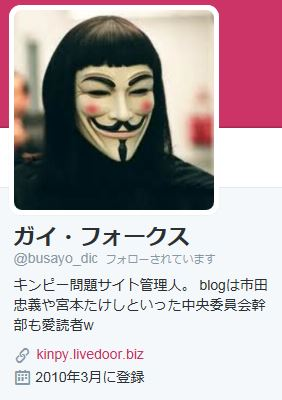 ガイ・フォークス
@busayo_dic フォローされています
キンピー問題サイト管理人。 blogは市田
忠義や宮本たけしといった中央委員会幹
部も愛読者w
kinpy.livedoor.biz
2010年3月に登録